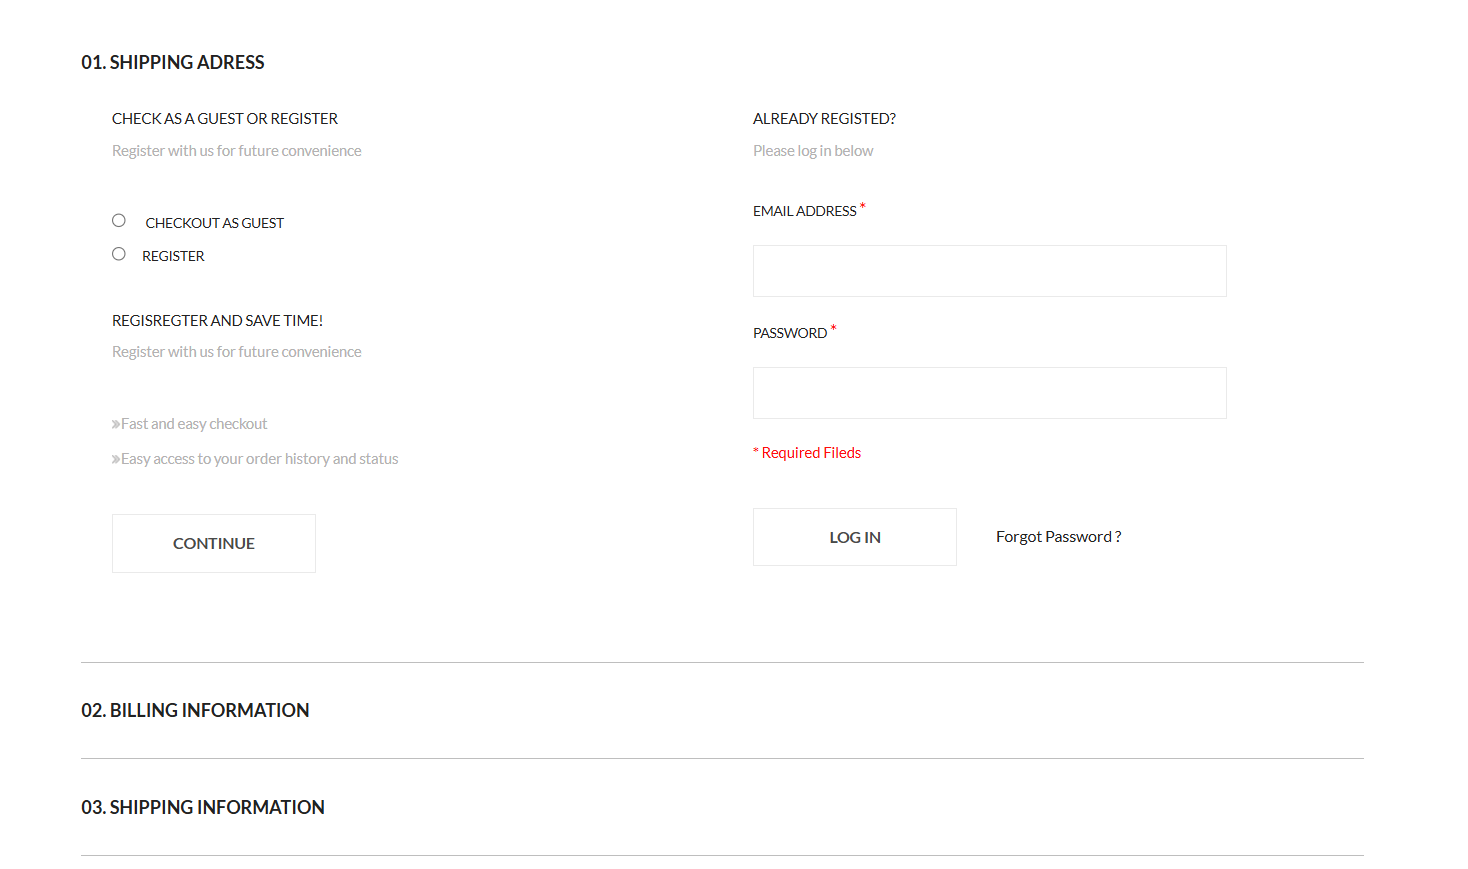 01. SHIPPING ADRESS
CHECK AS A GUEST OR REGISTER
Register with us for future convenience
CHECKOUT AS GUEST
REGISTER
REGISREGTER AND SAVE TIME!
Register with us for future convenience
»Fast and easy checkout
»Easy access to your order history and status
CONTINUE
ALREADY REGISTED?
Please log in below
EMAIL ADDRESS *
PASSWORD *
* Required Fileds
LOG IN
Forgot Password ?
02. BILLING INFORMATION
03. SHIPPING INFORMATION